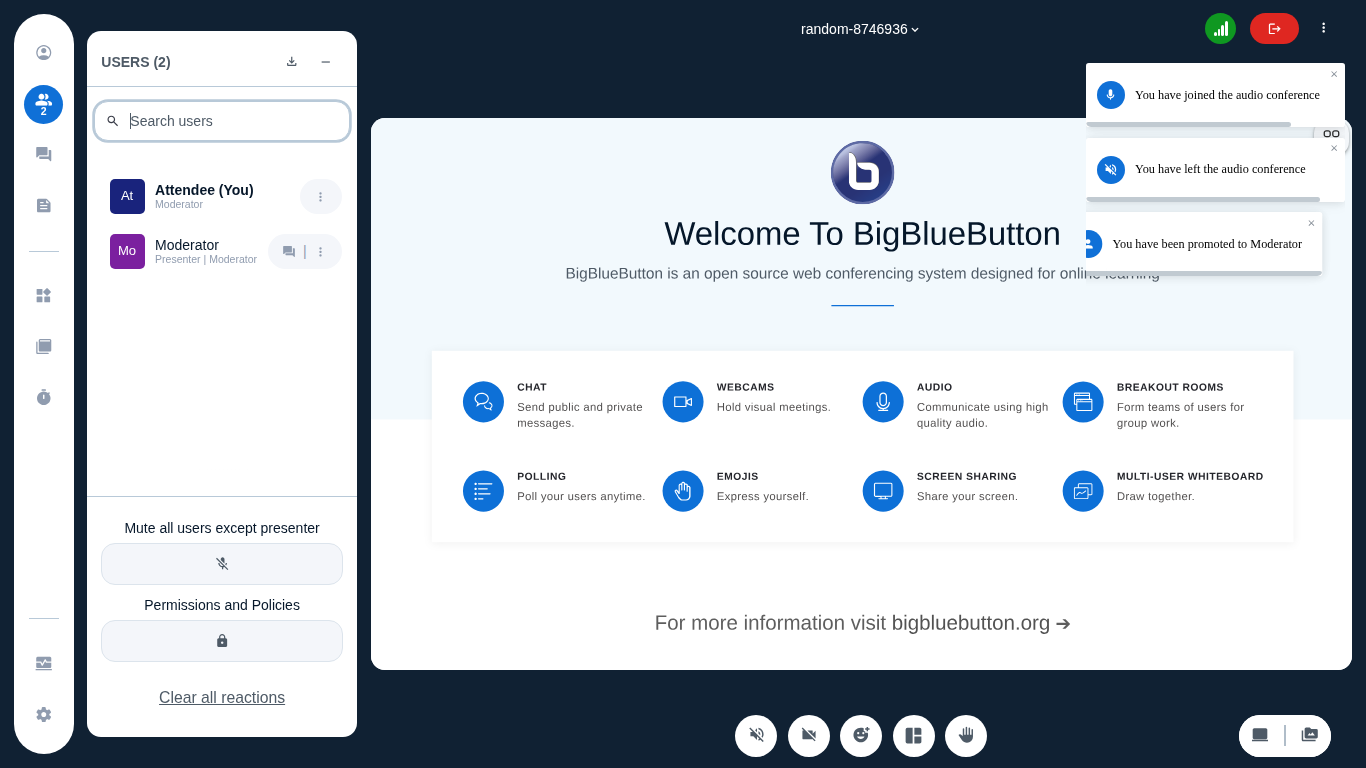 random-8746936
2
USERS (2)
Search users
At
Attendee (You)
Moderator
Mo
Moderator
Presenter | Moderator
Mute all users except presenter
Permissions and Policies
Clear all reactions
You have joined the audio conference
You have left the audio conference
You have been promoted to Moderator
Welcome To BigBlueButton
BigBlueButton is an open source web conferencing system designed for online learning
CHAT
Send public and private
messages.
WEBCAMS
Hold visual meetings.
AUDIO
Communicate using high
quality audio.
BREAKOUT ROOMS
Form teams of users for
group work.
POLLING
Poll your users anytime.
EMOJIS
Express yourself.
SCREEN SHARING
Share your screen.
MULTI-USER WHITEBOARD
Draw together.
For more information visit bigbluebutton.org ➔